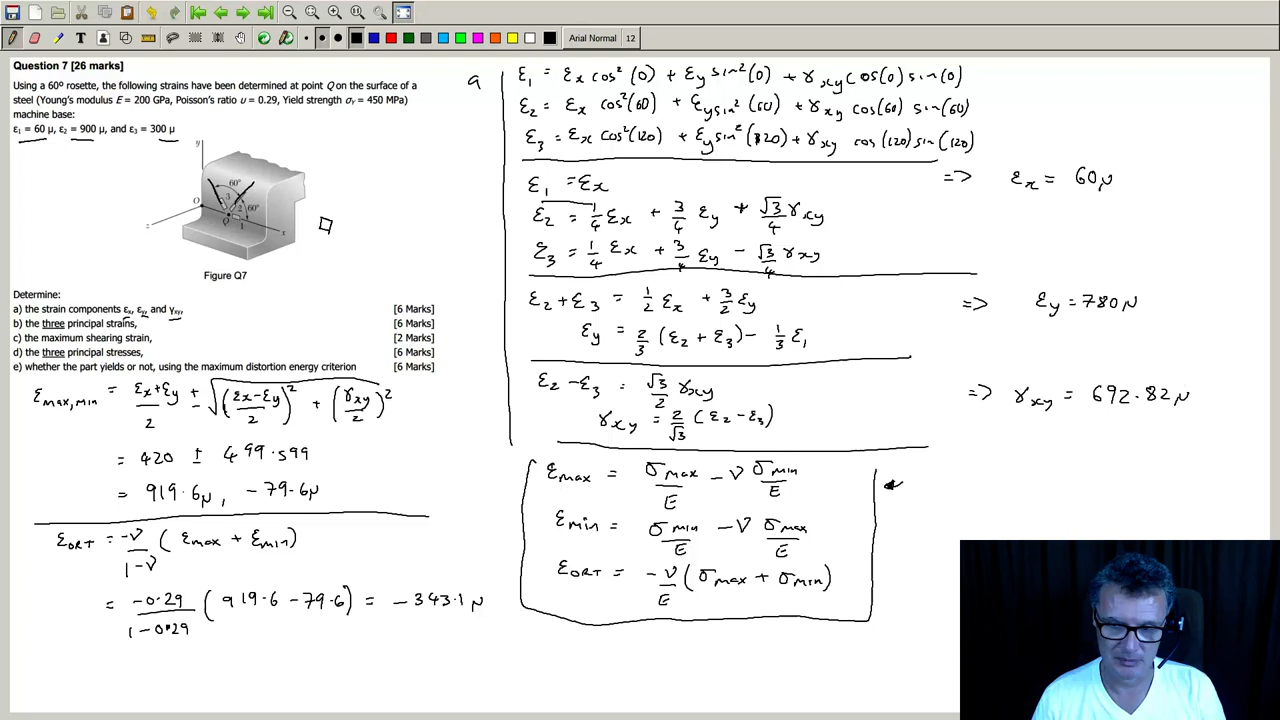 Arial Normal 12
Question 7 [26 marks]
Using a 60⁰ rosette, the following strains have been determined at point Q on the surface of a
steel (Young's modulus E = 200 GPa, Poisson's ratio υ = 0.29, Yield strength σY = 450 MPa)
machine base:
ε₁ = 60 μ, ε₂ = 900 μ, and ε₃ = 300 μ
y
60°
3
2
60°
O
Q
1
x
z
Figure Q7
Determine:
a) the strain components εx, εy, and γxy, [6 Marks]
b) the three principal strains, [6 Marks]
c) the maximum shearing strain, [2 Marks]
d) the three principal stresses, [6 Marks]
e) whether the part yields or not, using the maximum distortion energy criterion [6 Marks]
εmax,min = (εx+εy)/2 ± √((εx−εy)/2)² + (γxy/2)²
= 420 ± 499.599
= 919.6μ, −79.6μ
εORT = −ν/(1−ν) (εmax + εmin)
= −0.29/(1−0.29) (919.6 −79.6) = −343.1 μ
a
ε₁ = εx cos²(0) + εy sin²(0) + γxy cos(0) sin(0)
ε₂ = εx cos²(60) + εy sin²(60) + γxy cos(60) sin(60)
ε₃ = εx cos²(120) + εy sin²(120) + γxy cos(120) sin(120)
ε₁ = εx => εx = 60μ
ε₂ = 1/4 εx + 3/4 εy + √3/4 γxy
ε₃ = 1/4 εx + 3/4 εy − √3/4 γxy
ε₂ + ε₃ = 1/2 εx + 3/2 εy => εy = 780μ
εy = 2/3 (ε₂ + ε₃) − 1/3 ε₁
ε₂ − ε₃ = √3/2 γxy => γxy = 692.82μ
γxy = 2/√3 (ε₂ − ε₃)
εmax = σmax/E − ν σmin/E
εmin = σmin/E − ν σmax/E
εORT = −ν/E (σmax + σmin)